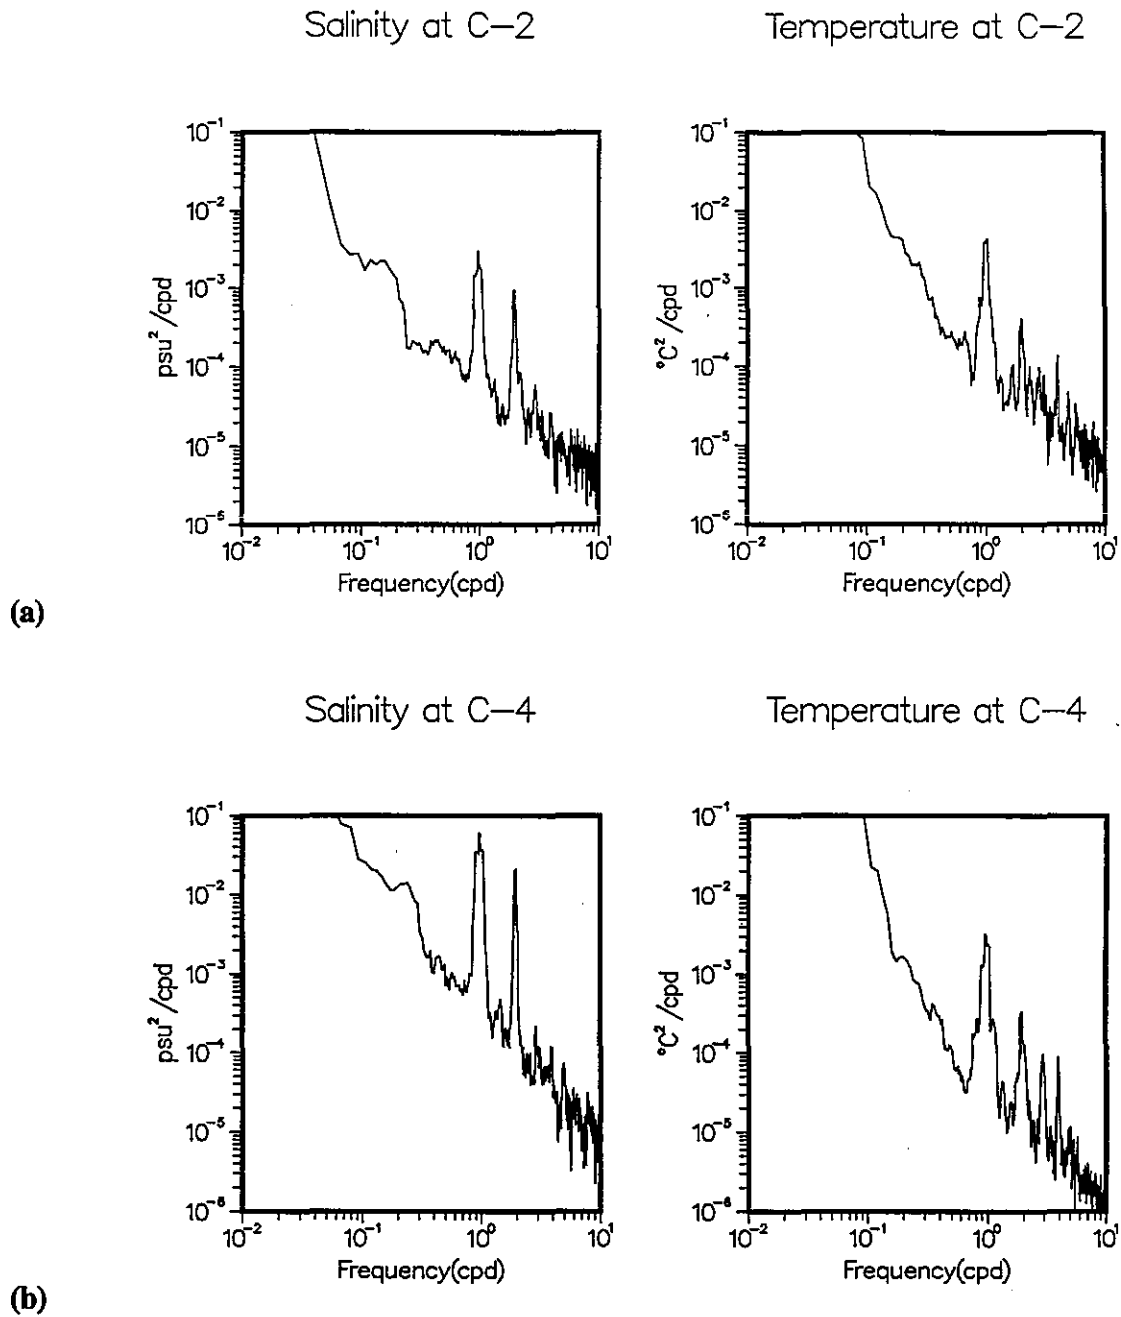 Salinity at C-2
Temperature at C-2
10⁻¹
10⁻²
10⁻³
10⁻⁴
10⁻⁵
10⁻⁶
psu² /cpd
10⁻² 10⁻¹ 10⁰ 10¹
Frequency(cpd)
10⁻¹
10⁻²
10⁻³
10⁻⁴
10⁻⁵
10⁻⁶
°C² /cpd
10⁻² 10⁻¹ 10⁰ 10¹
Frequency(cpd)
(a)
Salinity at C-4
Temperature at C-4
10⁻¹
10⁻²
10⁻³
10⁻⁴
10⁻⁵
10⁻⁶
psu² /cpd
10⁻² 10⁻¹ 10⁰ 10¹
Frequency(cpd)
10⁻¹
10⁻²
10⁻³
10⁻⁴
10⁻⁵
10⁻⁶
°C² /cpd
10⁻² 10⁻¹ 10⁰ 10¹
Frequency(cpd)
(b)